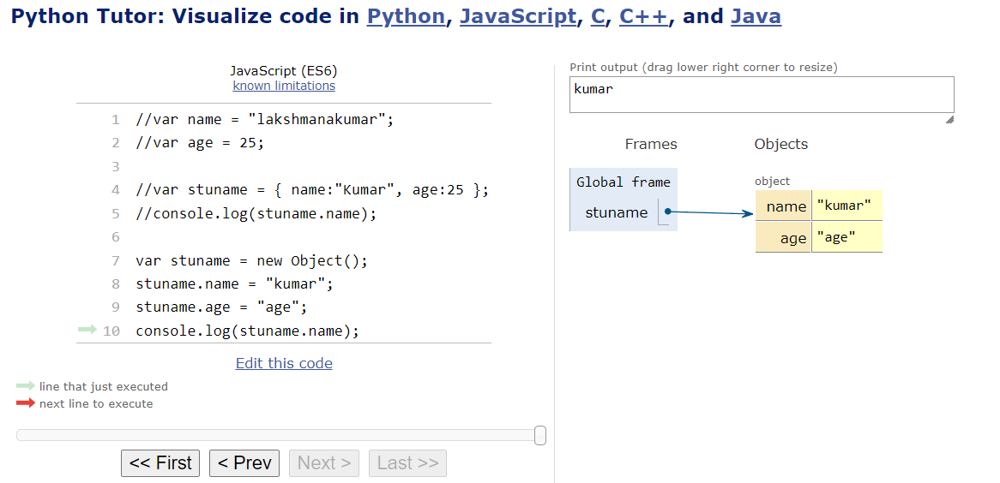 Python Tutor: Visualize code in Python, JavaScript, C, C++, and Java
JavaScript (ES6)
known limitations
1 //var name = "lakshmanakumar";
2 //var age = 25;
3
4 //var stuname = { name:"Kumar", age:25 };
5 //console.log(stuname.name);
6
7 var stuname = new Object();
8 stuname.name = "kumar";
9 stuname.age = "age";
10 console.log(stuname.name);
Edit this code
line that just executed
next line to execute
<< First < Prev Next > Last >>
Print output (drag lower right corner to resize)
kumar
Frames Objects
Global frame
stuname
object
name "kumar"
age "age"